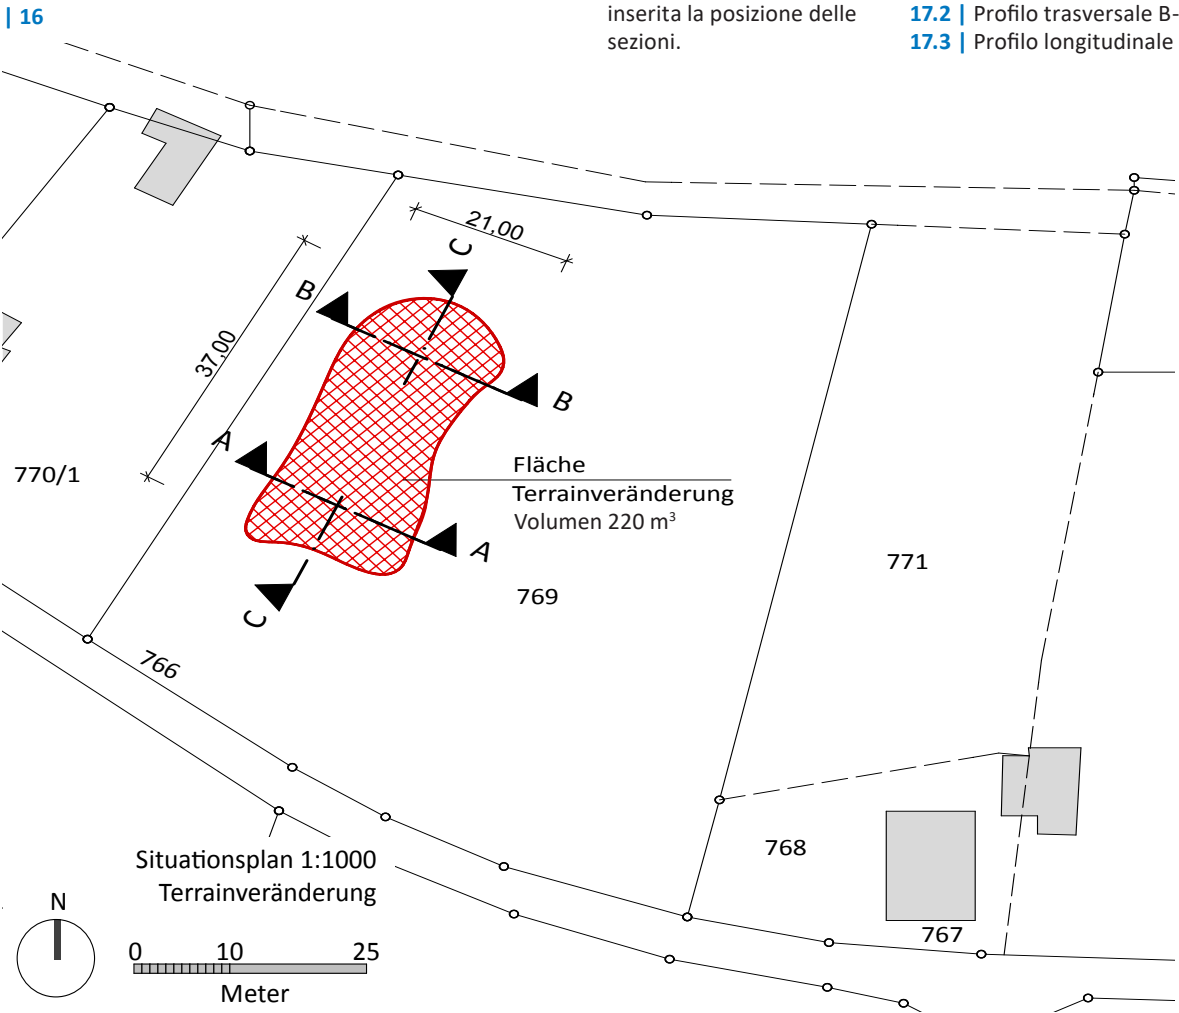 | 16
inserita la posizione delle
sezioni.
17.2 | Profilo trasversale B-
17.3 | Profilo longitudinale
21,00
C
B
37,00
B
A
770/1
Fläche
Terrainveränderung
Volumen 220 m³
A
771
769
C
766
768
767
Situationsplan 1:1000
Terrainveränderung
N
0 10 25
Meter